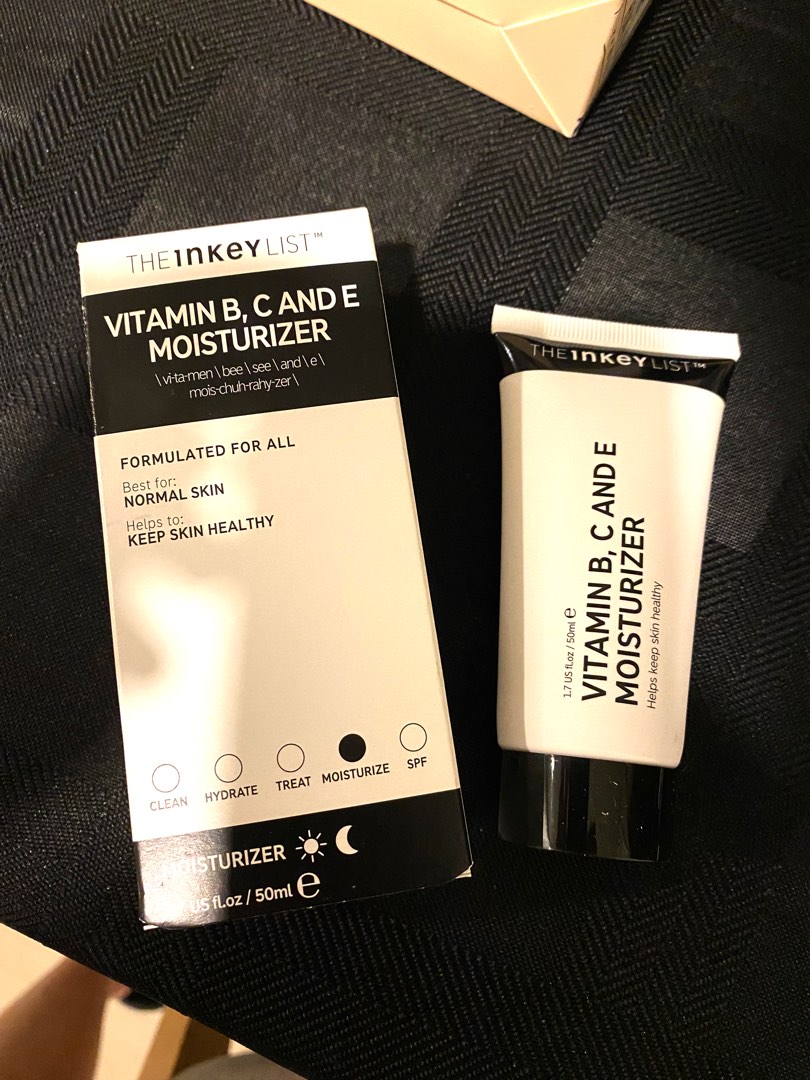 THE INKEY LIST™
VITAMIN B, C AND E
MOISTURIZER
\ vi-ta-men \ bee \ see \ and \ e \
mois-chuh-rahy-zer \
FORMULATED FOR ALL
Best for:
NORMAL SKIN
Helps to:
KEEP SKIN HEALTHY
CLEAN HYDRATE TREAT MOISTURIZE SPF
MOISTURIZER
US fl.oz / 50ml ℮
THE INKEY LIST™
1.7 US fl.oz / 50ml ℮
VITAMIN B, C AND E
MOISTURIZER
Helps keep skin healthy